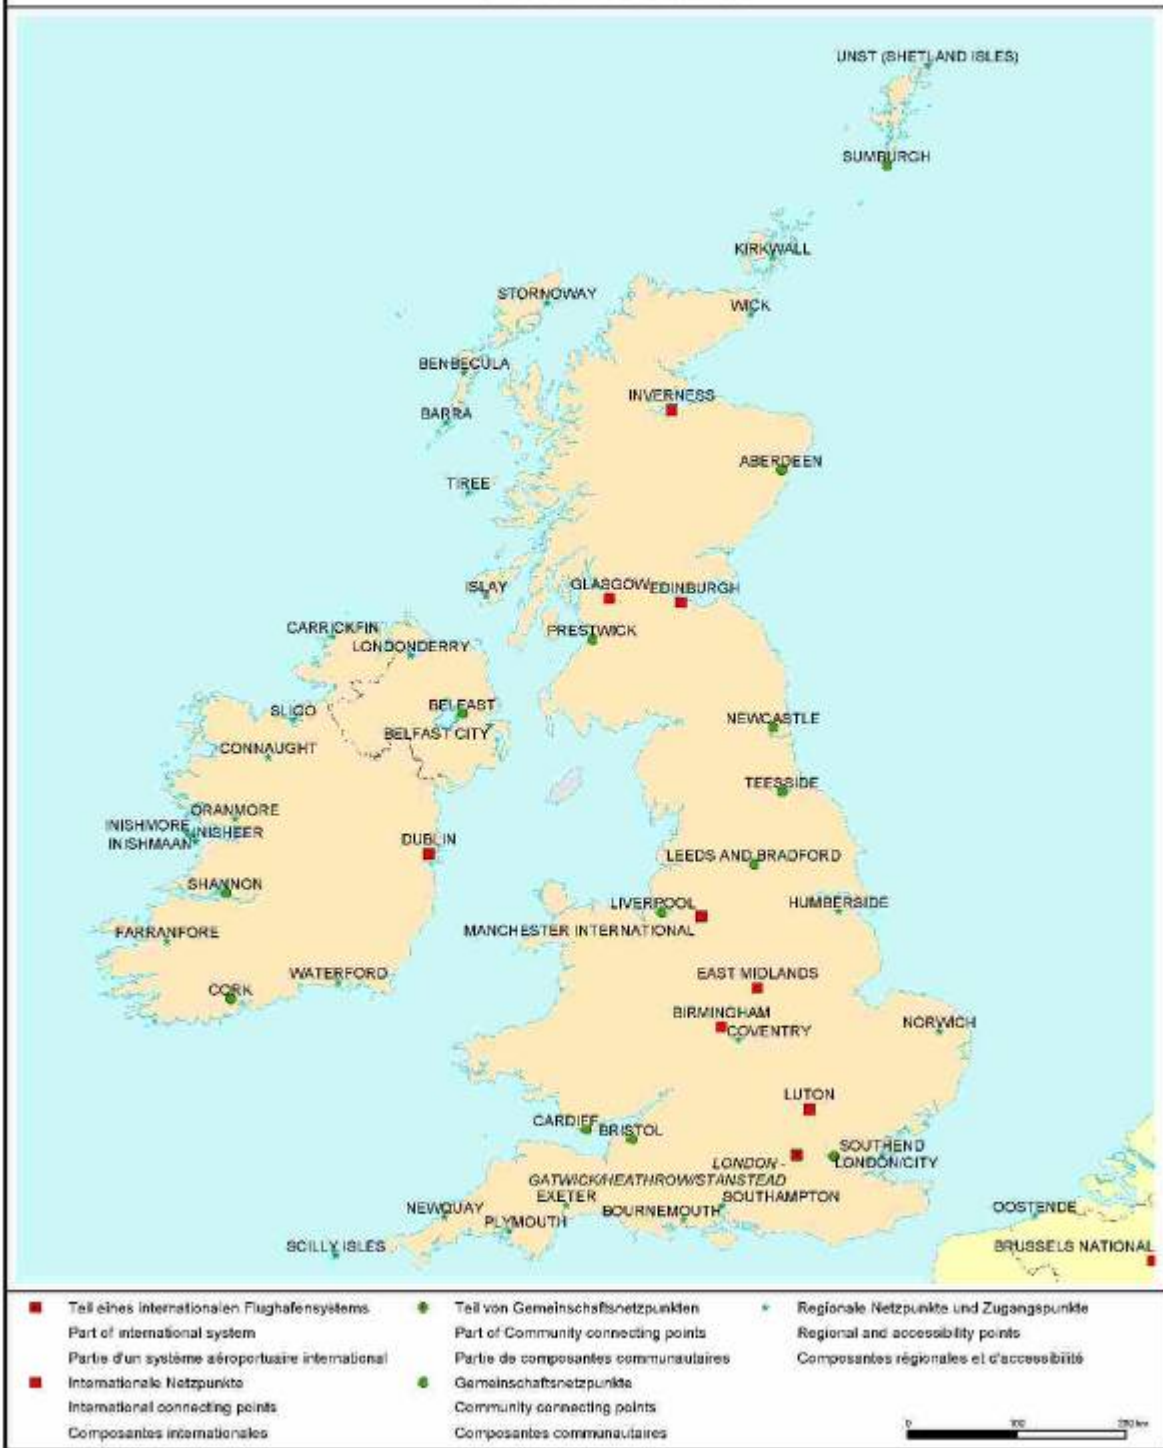 UNST (SHETLAND ISLES)
SUMBURGH
KIRKWALL
STORNOWAY
WICK
BENBECULA
INVERNESS
BARRA
ABERDEEN
TIREE
ISLAY
GLASGOW
EDINBURGH
CARRICKFIN
PRESTWICK
LONDONDERRY
SLIGO
BELFAST
NEWCASTLE
BELFAST CITY
CONNAUGHT
TEESSIDE
ORANMORE
INISHMORE
INISHEER
INISHMAAN
DUBLIN
LEEDS AND BRADFORD
SHANNON
LIVERPOOL
HUMBERSIDE
FARRANFORE
MANCHESTER INTERNATIONAL
WATERFORD
EAST MIDLANDS
CORK
BIRMINGHAM
COVENTRY
NORWICH
LUTON
CARDIFF
BRISTOL
SOUTHEND
LONDON -
LONDON/CITY
GATWICK/HEATHROW/STANSTEAD
EXETER
SOUTHAMPTON
NEWQUAY
BOURNEMOUTH
PLYMOUTH
OOSTENDE
SCILLY ISLES
BRUSSELS NATIONAL
Teil eines internationalen Flughafensystems
Part of international system
Partie d'un système aéroportuaire international
Internationale Netzpunkte
International connecting points
Composantes internationales
Teil von Gemeinschaftsnetzpunkten
Part of Community connecting points
Partie de composantes communautaires
Gemeinschaftsnetzpunkte
Community connecting points
Composantes communautaires
Regionale Netzpunkte und Zugangspunkte
Regional and accessibility points
Composantes régionales et d'accessibilité
0 100 200 km